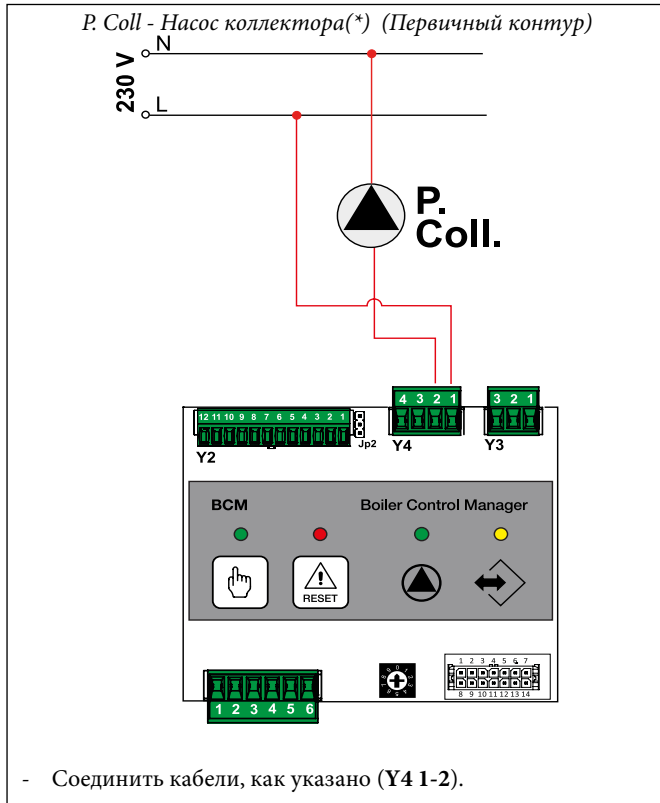 P. Coll - Насос коллектора(*) (Первичный контур)
N
230 V
L
P.
Coll.
4 3 2 1
3 2 1
12 11 10 9 8 7 6 5 4 3 2 1
Jp2
Y2
Y4
Y3
BCM
Boiler Control Manager
RESET
1 2 3 4 5 6 7
8 9 10 11 12 13 14
1 2 3 4 5 6
- Соединить кабели, как указано (Y4 1-2).